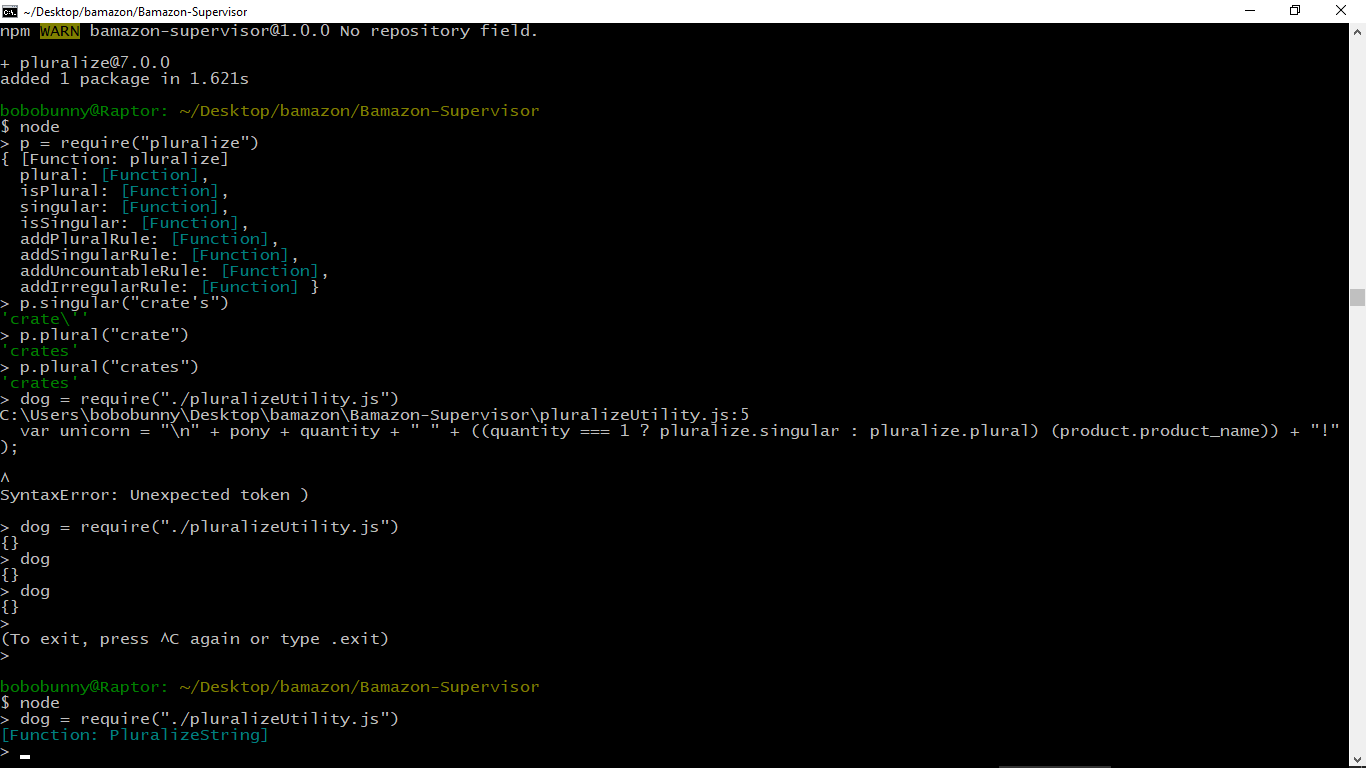 ~/Desktop/bamazon/Bamazon-Supervisor
npm WARN bamazon-supervisor@1.0.0 No repository field.
+ pluralize@7.0.0
added 1 package in 1.621s
bobobunny@Raptor: ~/Desktop/bamazon/Bamazon-Supervisor
$ node
> p = require("pluralize")
{ [Function: pluralize]
  plural: [Function],
  isPlural: [Function],
  singular: [Function],
  isSingular: [Function],
  addPluralRule: [Function],
  addSingularRule: [Function],
  addUncountableRule: [Function],
  addIrregularRule: [Function] }
> p.singular("crate's")
'crate\''
> p.plural("crate")
'crates'
> p.plural("crates")
'crates'
> dog = require("./pluralizeUtility.js")
C:\Users\bobobunny\Desktop\bamazon\Bamazon-Supervisor\pluralizeUtility.js:5
  var unicorn = "\n" + pony + quantity + " " + ((quantity === 1 ? pluralize.singular : pluralize.plural) (product.product_name)) + "!"
);
^
SyntaxError: Unexpected token )
> dog = require("./pluralizeUtility.js")
{}
> dog
{}
> dog
{}
>
(To exit, press ^C again or type .exit)
>
bobobunny@Raptor: ~/Desktop/bamazon/Bamazon-Supervisor
$ node
> dog = require("./pluralizeUtility.js")
[Function: PluralizeString]
>